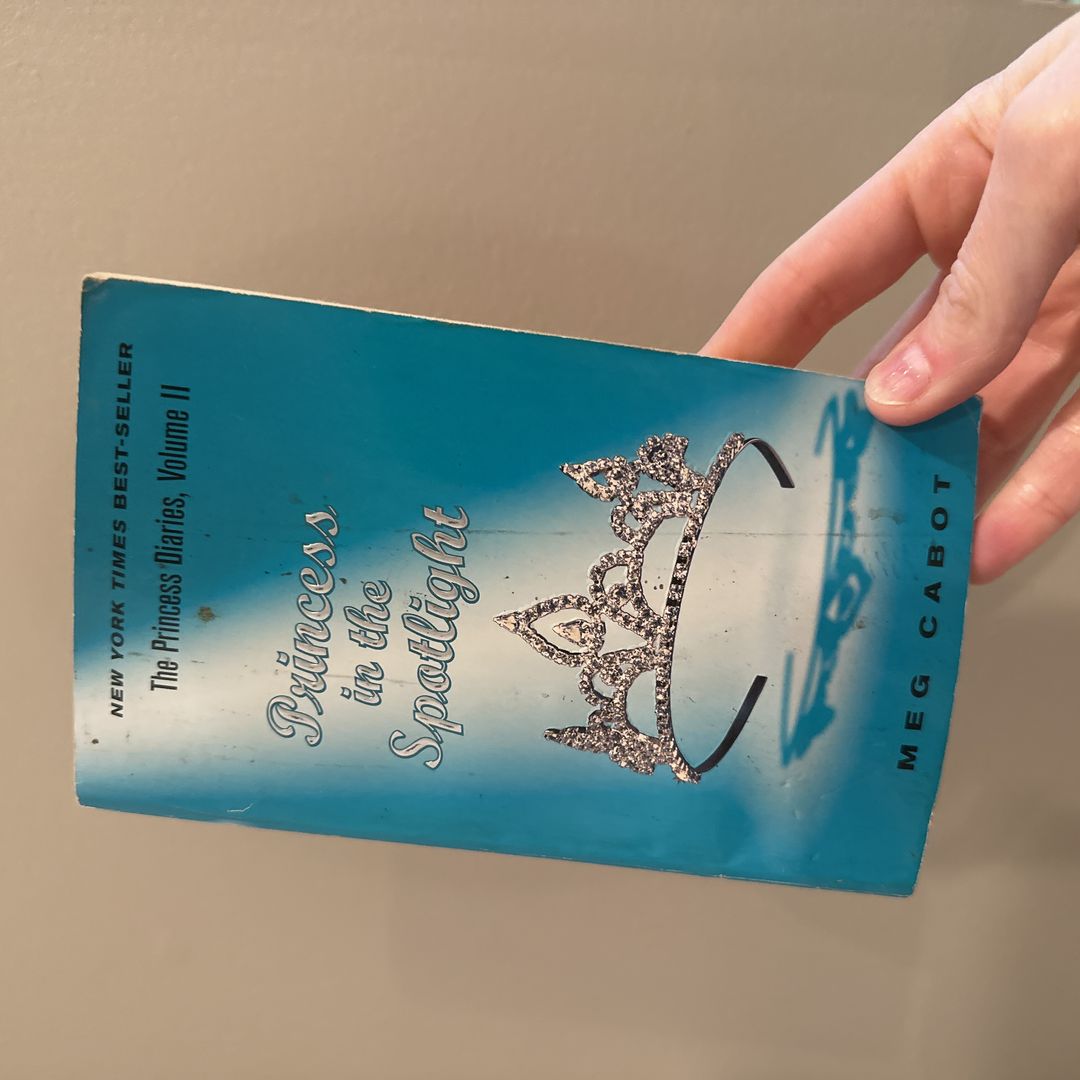 NEW YORK TIMES BEST-SELLER
The Princess Diaries, Volume II
Princess
in the
Spotlight
MEG CABOT